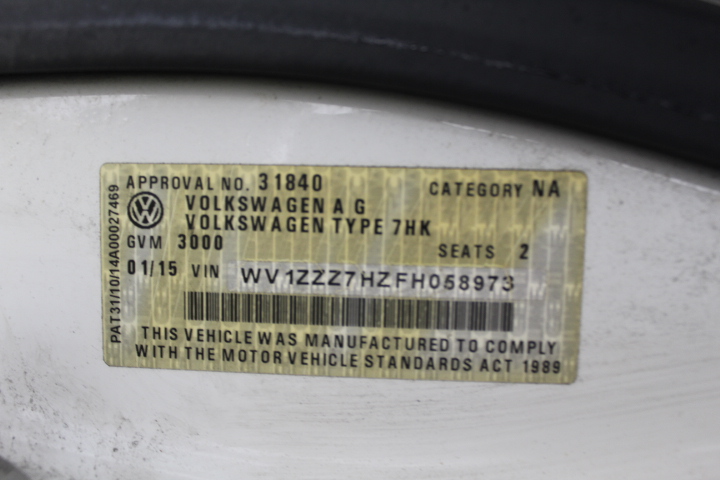 APPROVAL NO. 31840 CATEGORY NA
VOLKSWAGEN A G
VOLKSWAGEN TYPE 7HK
GVM 3000 SEATS 2
01/15 VIN WV1ZZZ7HZFH058973
THIS VEHICLE WAS MANUFACTURED TO COMPLY
WITH THE MOTOR VEHICLE STANDARDS ACT 1989
PAT31/10/14A00027469